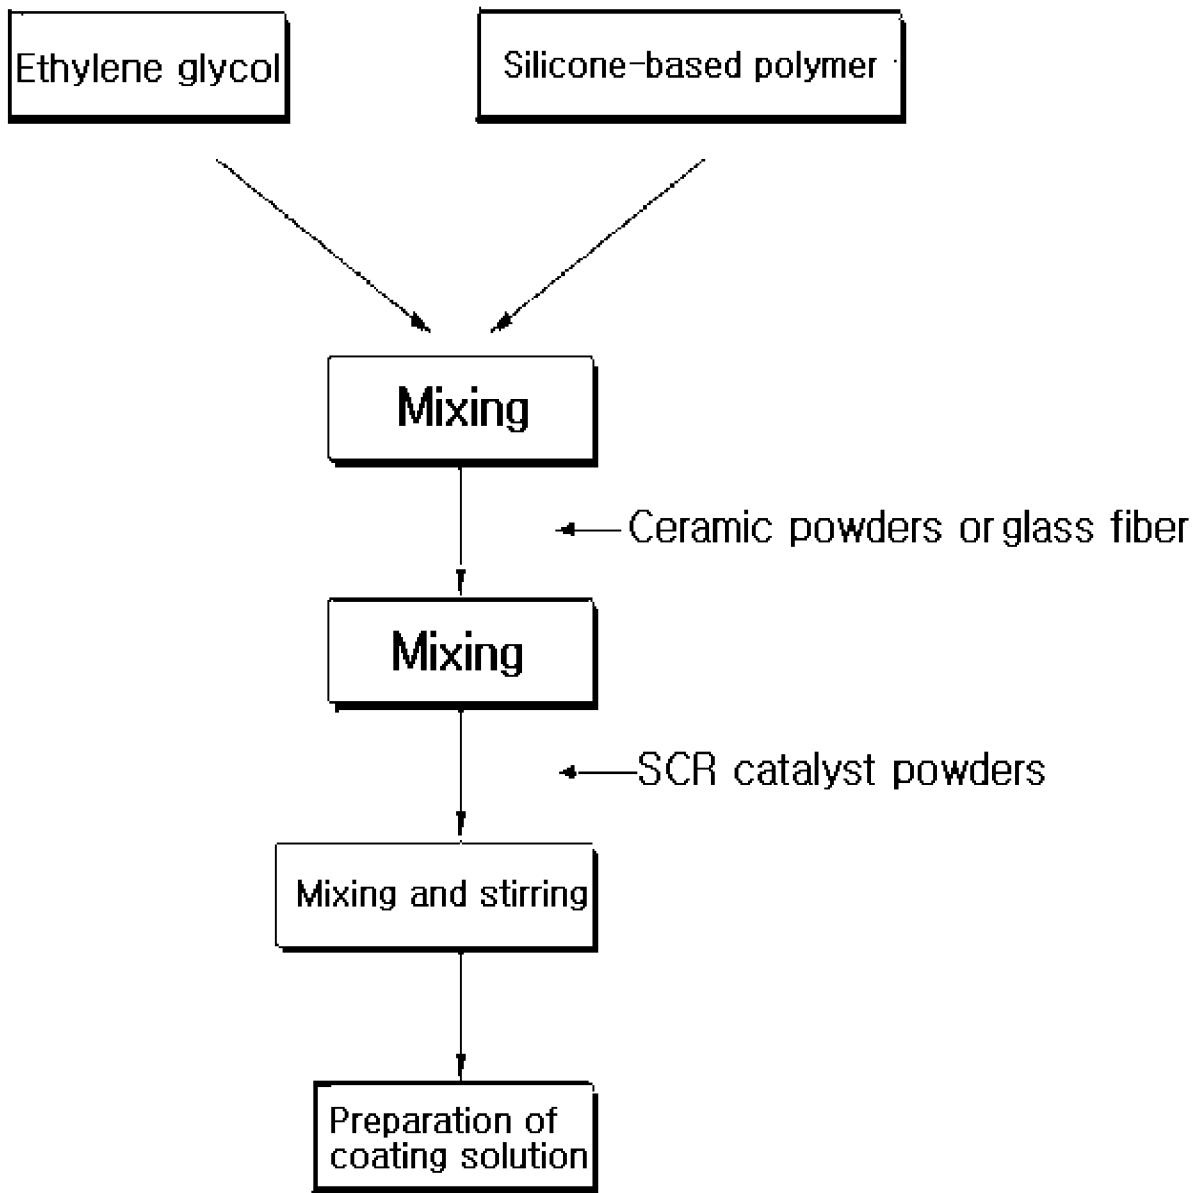 Ethylene glycol
Silicone-based polymer
Mixing
Ceramic powders or glass fiber
Mixing
SCR catalyst powders
Mixing and stirring
Preparation of
coating solution